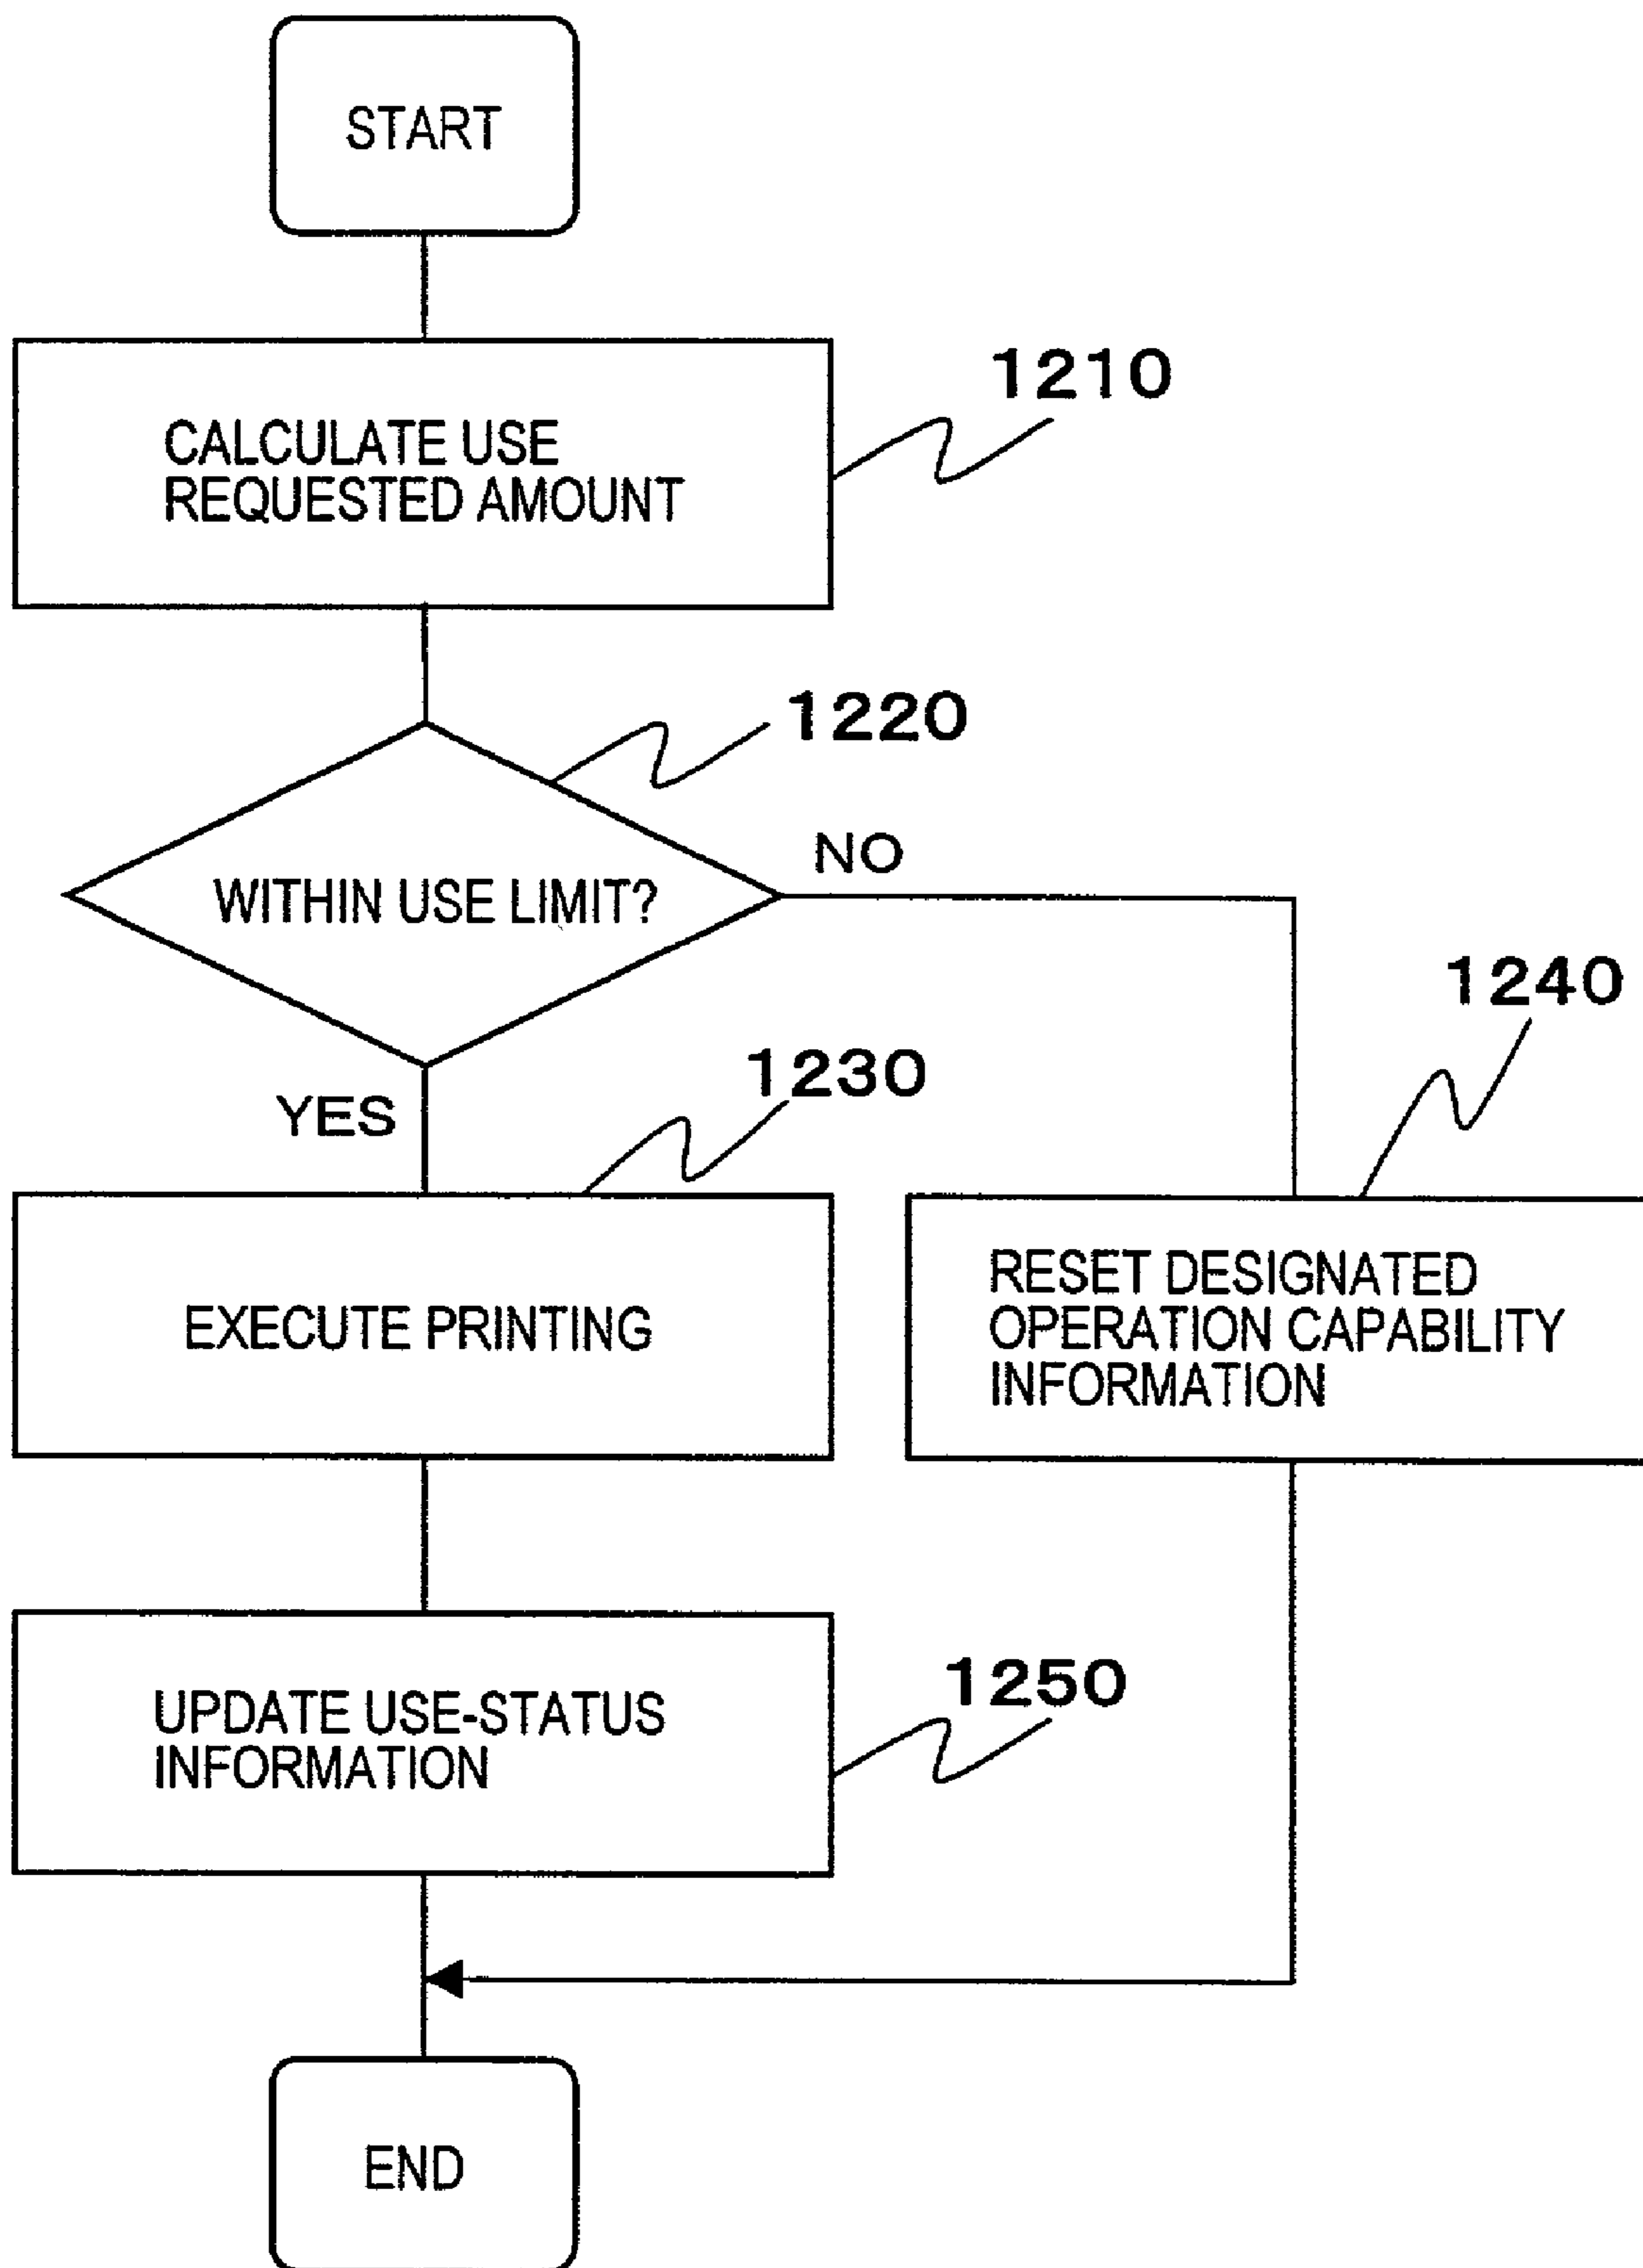 START
1210
CALCULATE USE
REQUESTED AMOUNT
1220
NO
WITHIN USE LIMIT?
1240
1230
YES
EXECUTE PRINTING
RESET DESIGNATED
OPERATION CAPABILITY
INFORMATION
1250
UPDATE USE-STATUS
INFORMATION
END